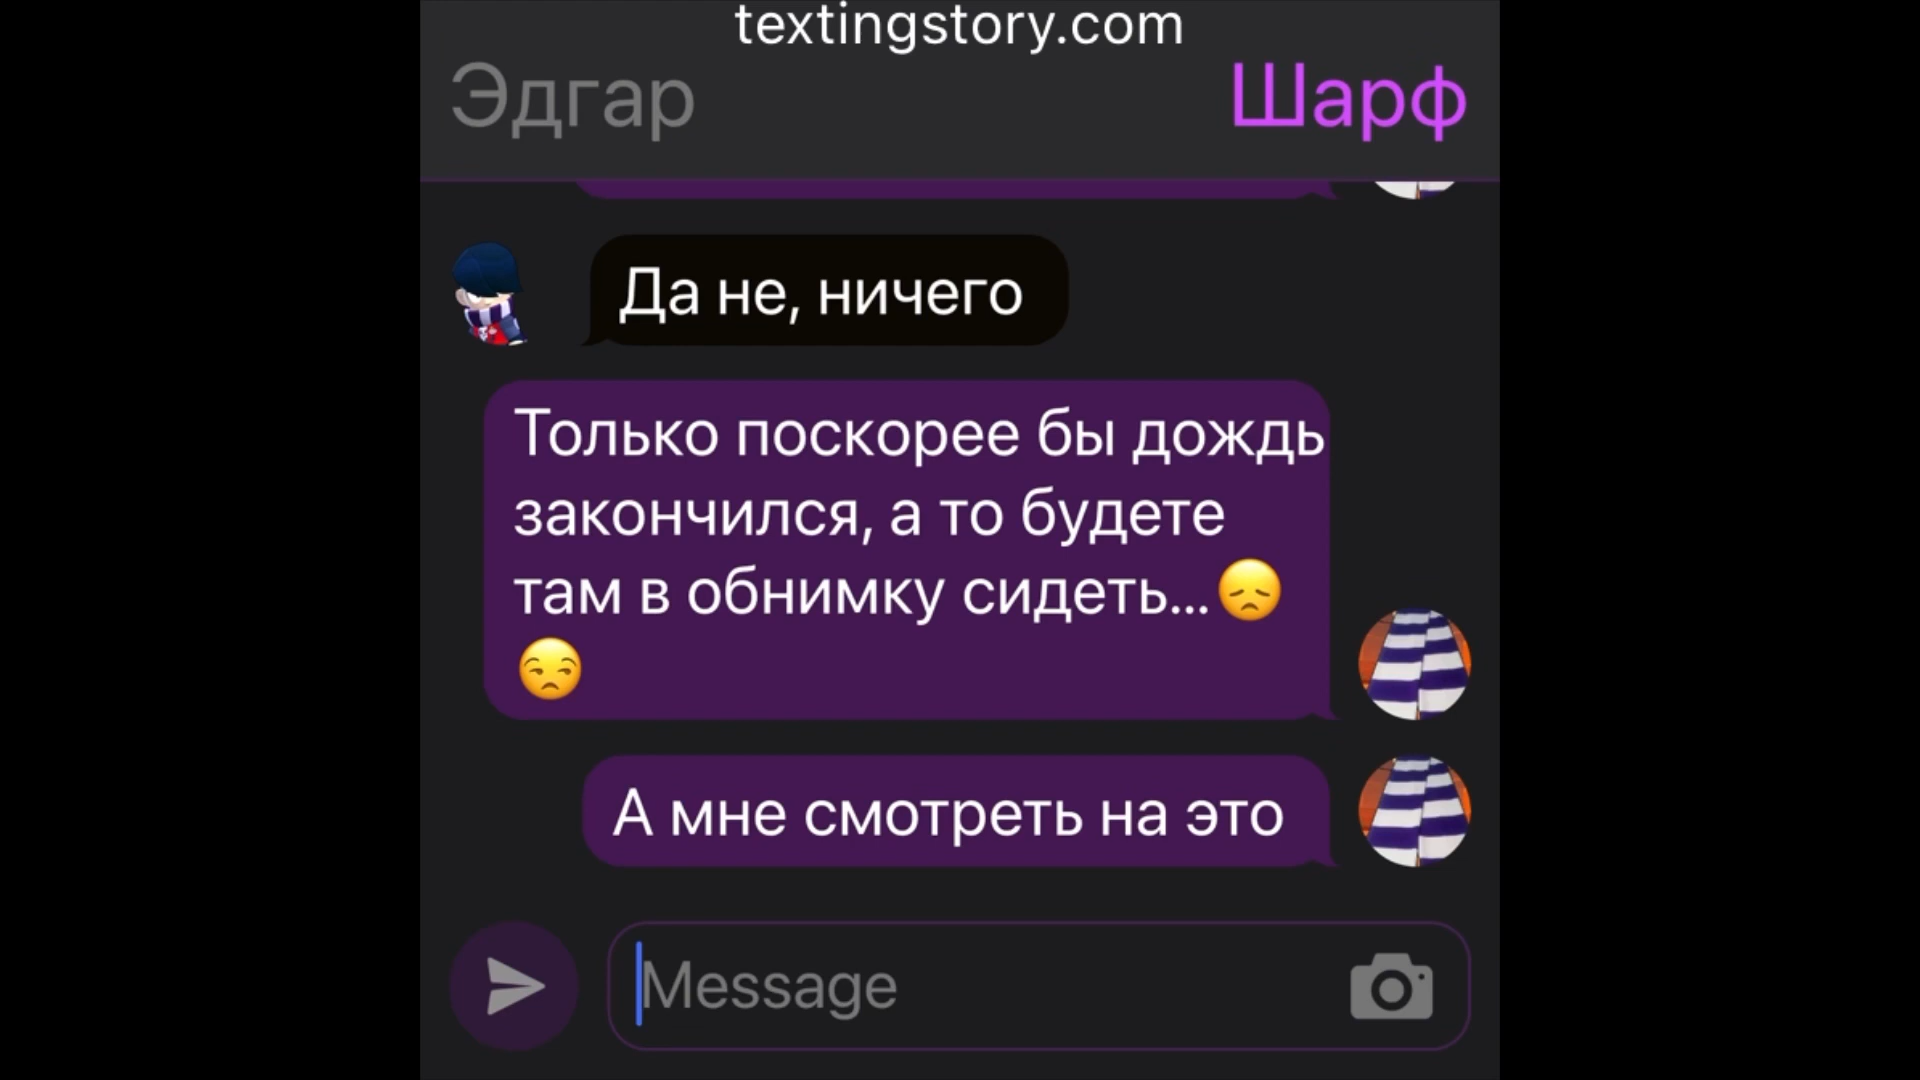 textingstory.com
Эдгар
Шарф
Да не, ничего
Только поскорее бы дождь
закончился, а то будете
там в обнимку сидеть...😞
😒
А мне смотреть на это
Message